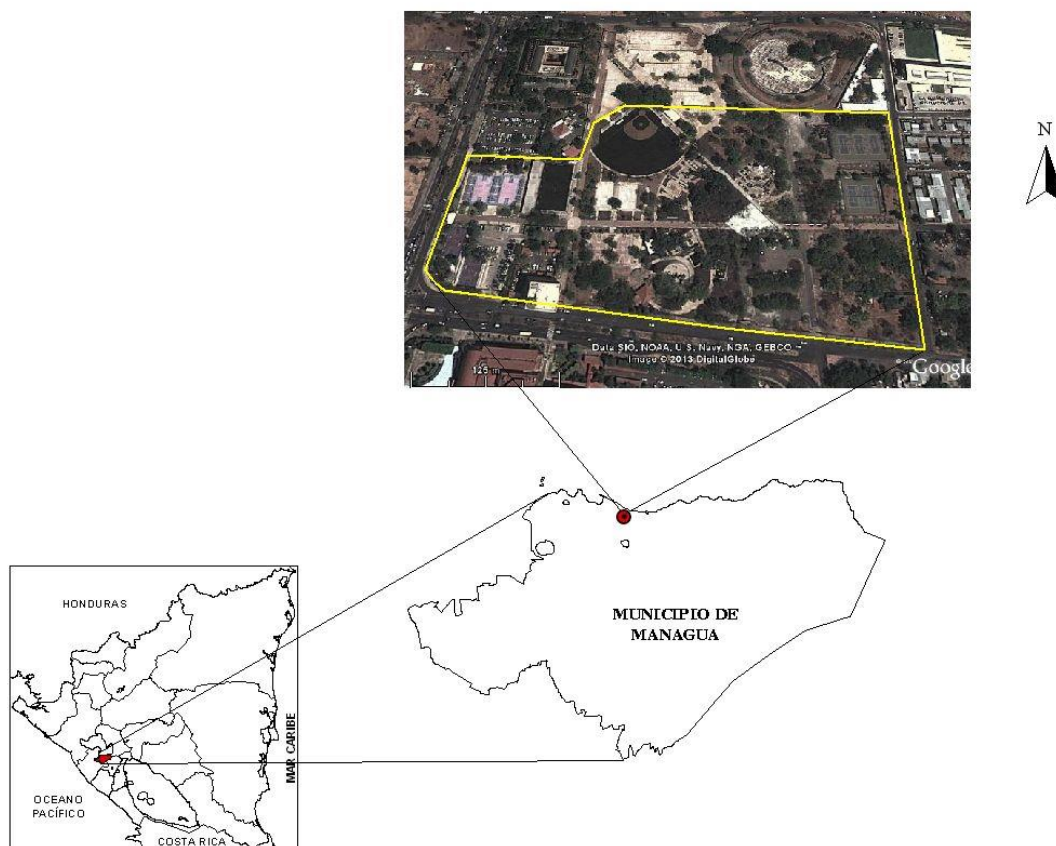 N
Data SIO, NOAA, U.S. Navy, NGA, GEBCO
Image © 2013 DigitalGlobe
125 m
Google
MUNICIPIO DE
MANAGUA
HONDURAS
MAR CARIBE
OCEANO
PACÍFICO
COSTA RICA